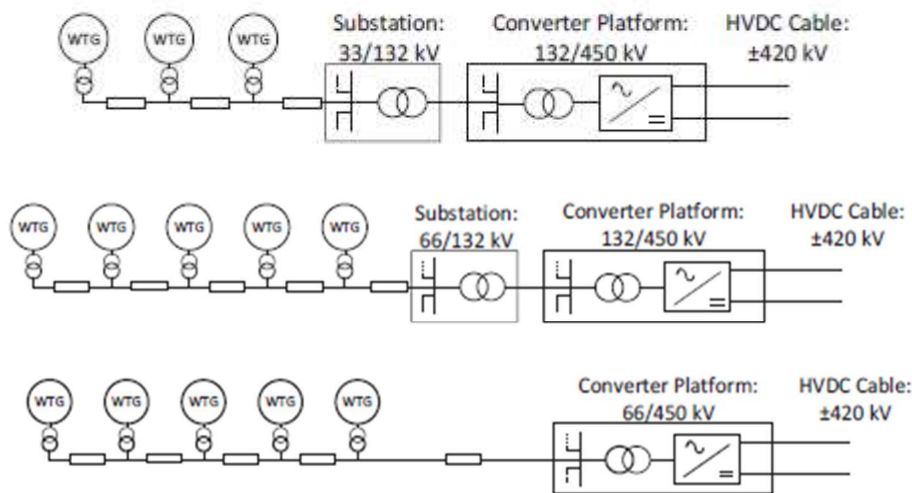 Substation: Converter Platform: HVDC Cable:
33/132 kV 132/450 kV ±420 kV
WTG WTG WTG
Substation: Converter Platform: HVDC Cable:
66/132 kV 132/450 kV ±420 kV
WTG WTG WTG WTG WTG
Converter Platform: HVDC Cable:
66/450 kV ±420 kV
WTG WTG WTG WTG WTG